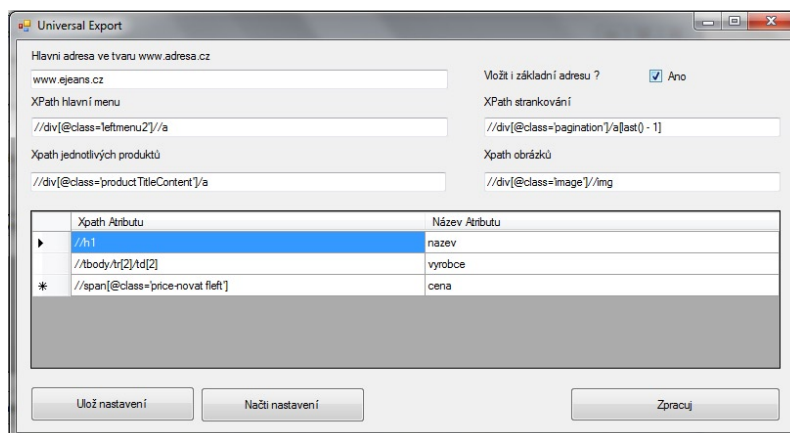 Universal Export
Hlavni adresa ve tvaru www.adresa.cz
www.ejeans.cz
Vložit i základní adresu ? Ano
XPath hlavní menu
XPath strankování
//div[@class='leftmenu2']//a
//div[@class='pagination']/a[last() - 1]
Xpath jednotlivých produktů
Xpath obrázků
//div[@class='productTitleContent']/a
//div[@class='image']//img
Xpath Atributu Název Atributu
//h1 nazev
//tbody/tr[2]/td[2] vyrobce
//span[@class='price-novat fleft'] cena
Ulož nastavení Načti nastavení Zpracuj